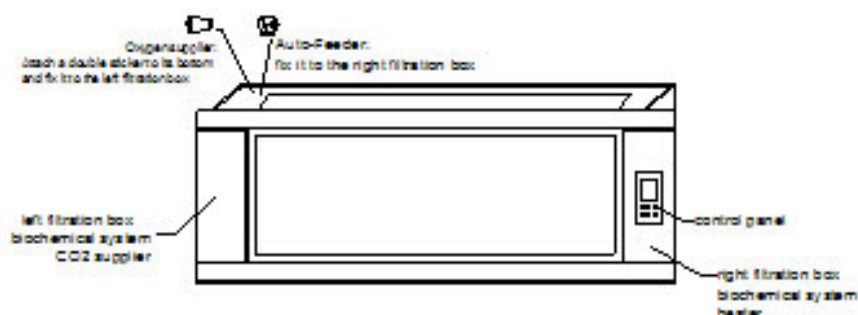 Oxygen supplier:
Attach a double sticker to its bottom
and fix it to the left filtration box
Auto-Feeder:
fix it to the right filtration box
left filtration box
biochemical system
CO2 supplier
control panel
right filtration box
biochemical system
heater